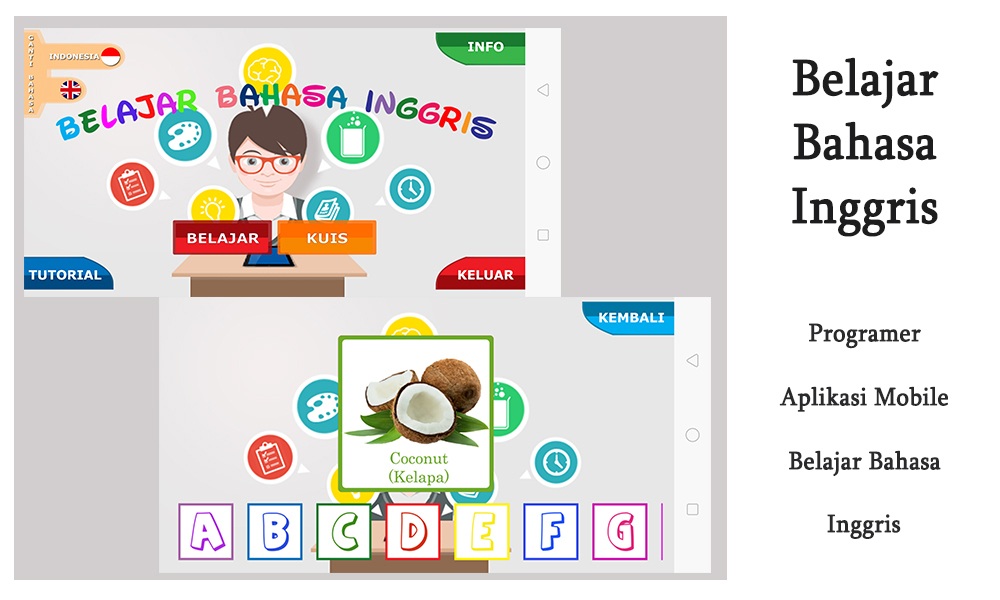 GANTI BAHASA
INDONESIA
INFO
BELAJAR BAHASA INGGRIS
BELAJAR
KUIS
TUTORIAL
KELUAR
KEMBALI
Coconut
(Kelapa)
A B C D E F G
Belajar
Bahasa
Inggris
Programer
Aplikasi Mobile
Belajar Bahasa
Inggris